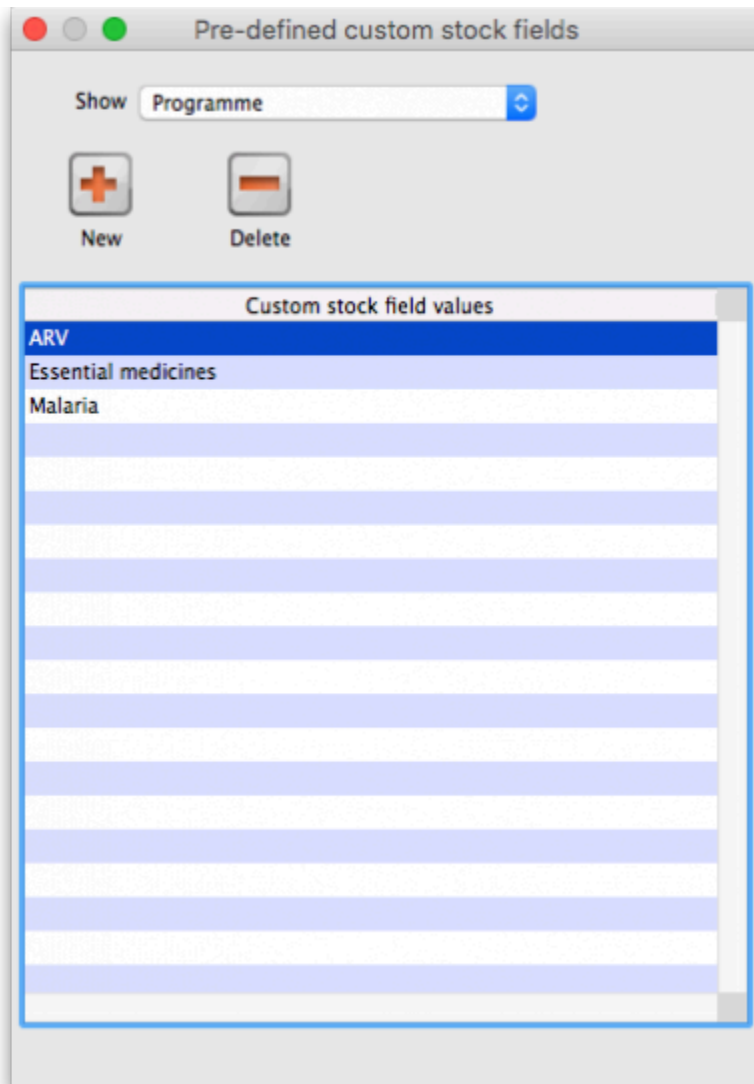 Pre-defined custom stock fields
Show Programme
New Delete
Custom stock field values
ARV
Essential medicines
Malaria